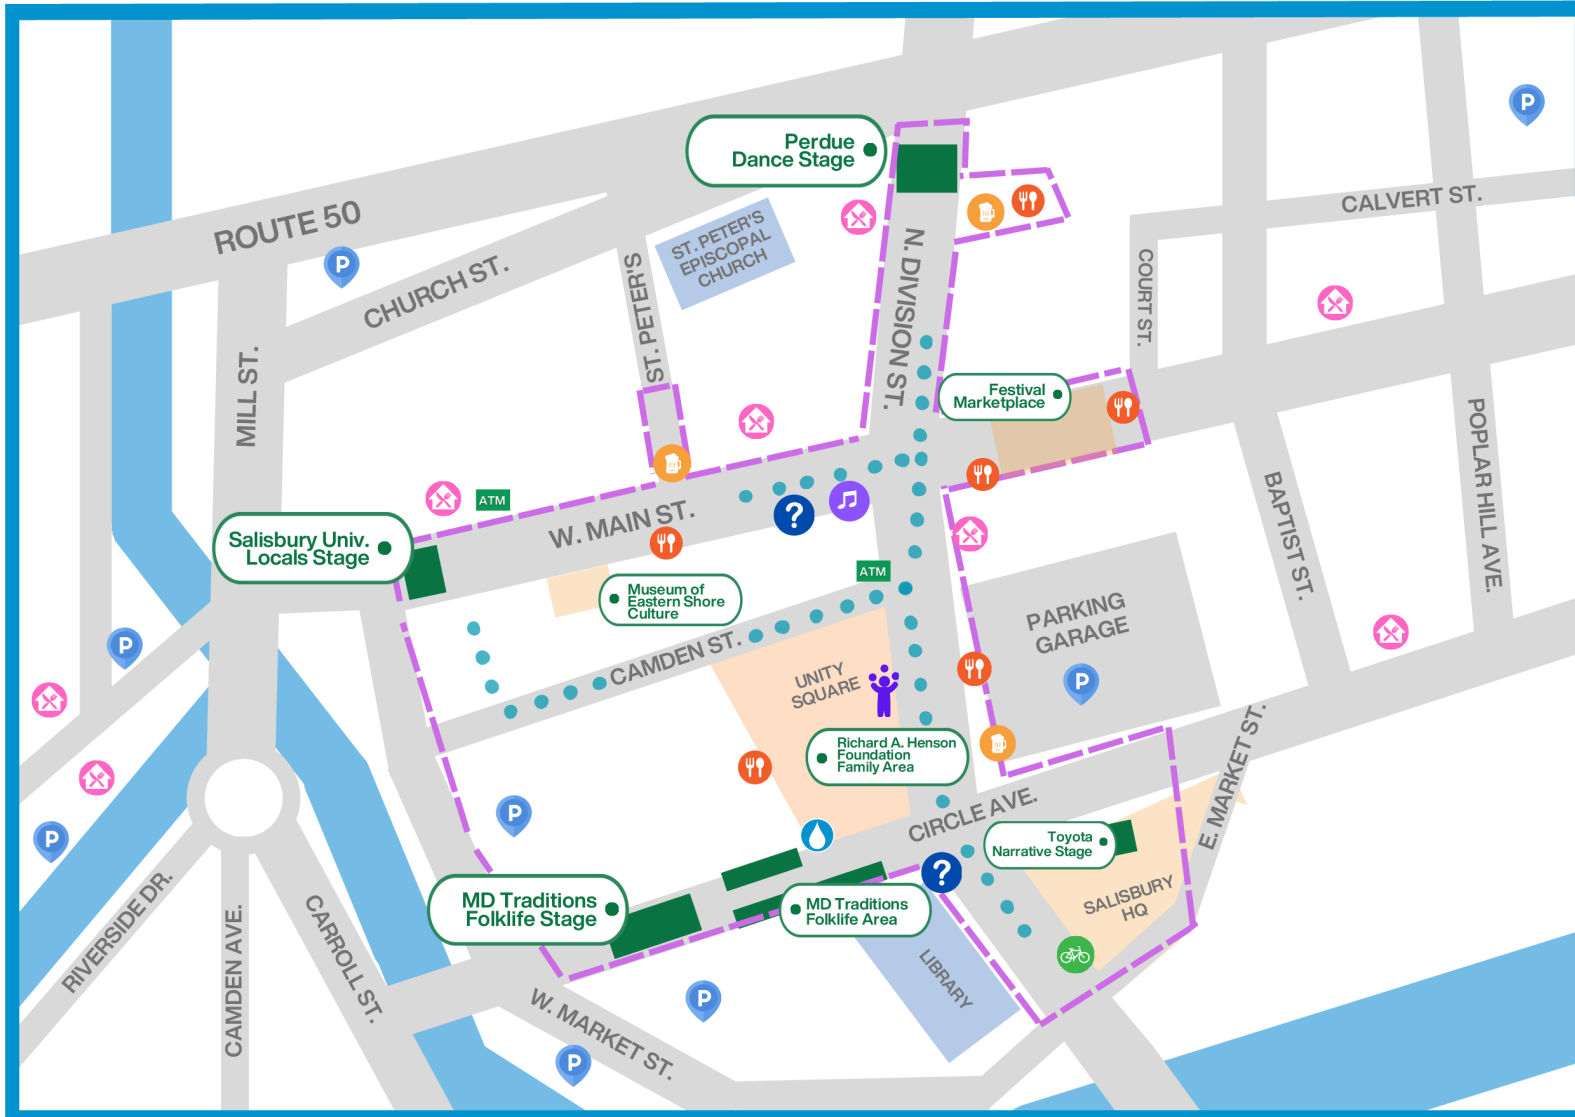 Perdue
Dance Stage
ROUTE 50
CHURCH ST.
ST. PETER'S
EPISCOPAL
CHURCH
CALVERT ST.
N. DIVISION ST.
COURT ST.
ST. PETER'S
MILL ST.
Festival
Marketplace
POPLAR HILL AVE.
BAPTIST ST.
ATM
W. MAIN ST.
?
Salisbury Univ.
Locals Stage
Museum of
Eastern Shore
Culture
ATM
PARKING
GARAGE
CAMDEN ST.
UNITY
SQUARE
Richard A. Henson
Foundation
Family Area
E. MARKET ST.
CIRCLE AVE.
Toyota
Narrative Stage
?
SALISBURY
HQ
MD Traditions
Folklife Stage
MD Traditions
Folklife Area
LIBRARY
RIVERSIDE DR.
CAMDEN AVE.
CARROLL ST.
W. MARKET ST.
P
P
P
P
P
P
P
P